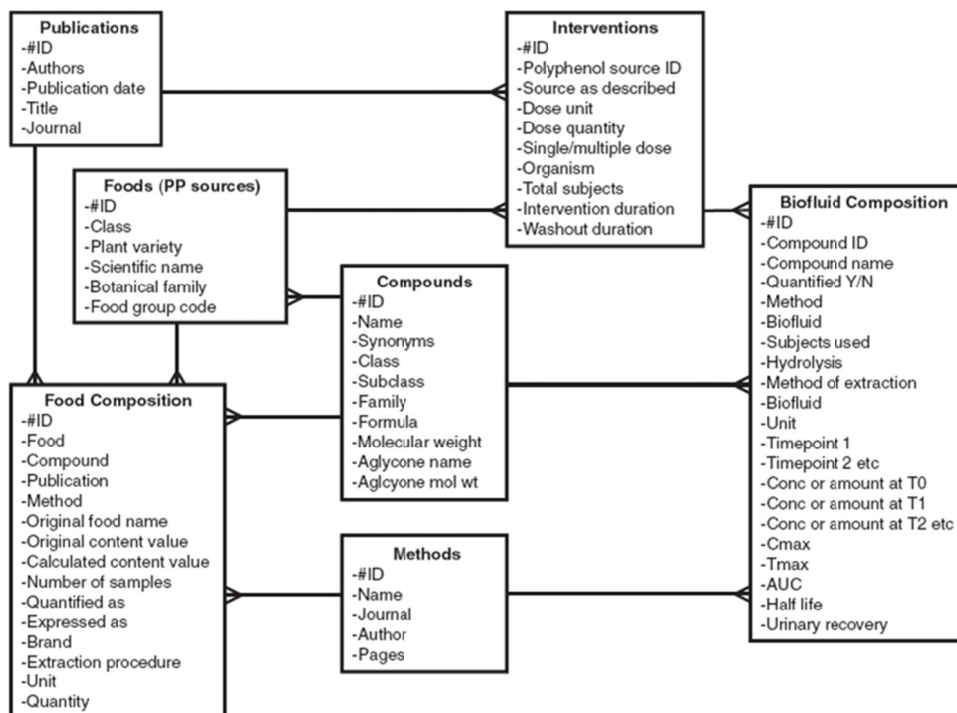 Publications
-#ID
-Authors
-Publication date
-Title
-Journal
Interventions
-#ID
-Polyphenol source ID
-Source as described
-Dose unit
-Dose quantity
-Single/multiple dose
-Organism
-Total subjects
-Intervention duration
-Washout duration
Foods (PP sources)
-#ID
-Class
-Plant variety
-Scientific name
-Botanical family
-Food group code
Compounds
-#ID
-Name
-Synonyms
-Class
-Subclass
-Family
-Formula
-Molecular weight
-Aglycone name
-Aglcyone mol wt
Biofluid Composition
-#ID
-Compound ID
-Compound name
-Quantified Y/N
-Method
-Biofluid
-Subjects used
-Hydrolysis
-Method of extraction
-Biofluid
-Unit
-Timepoint 1
-Timepoint 2 etc
-Conc or amount at T0
-Conc or amount at T1
-Conc or amount at T2 etc
-Cmax
-Tmax
-AUC
-Half life
-Urinary recovery
Food Composition
-#ID
-Food
-Compound
-Publication
-Method
-Original food name
-Original content value
-Calculated content value
-Number of samples
-Quantified as
-Expressed as
-Brand
-Extraction procedure
-Unit
-Quantity
Methods
-#ID
-Name
-Journal
-Author
-Pages